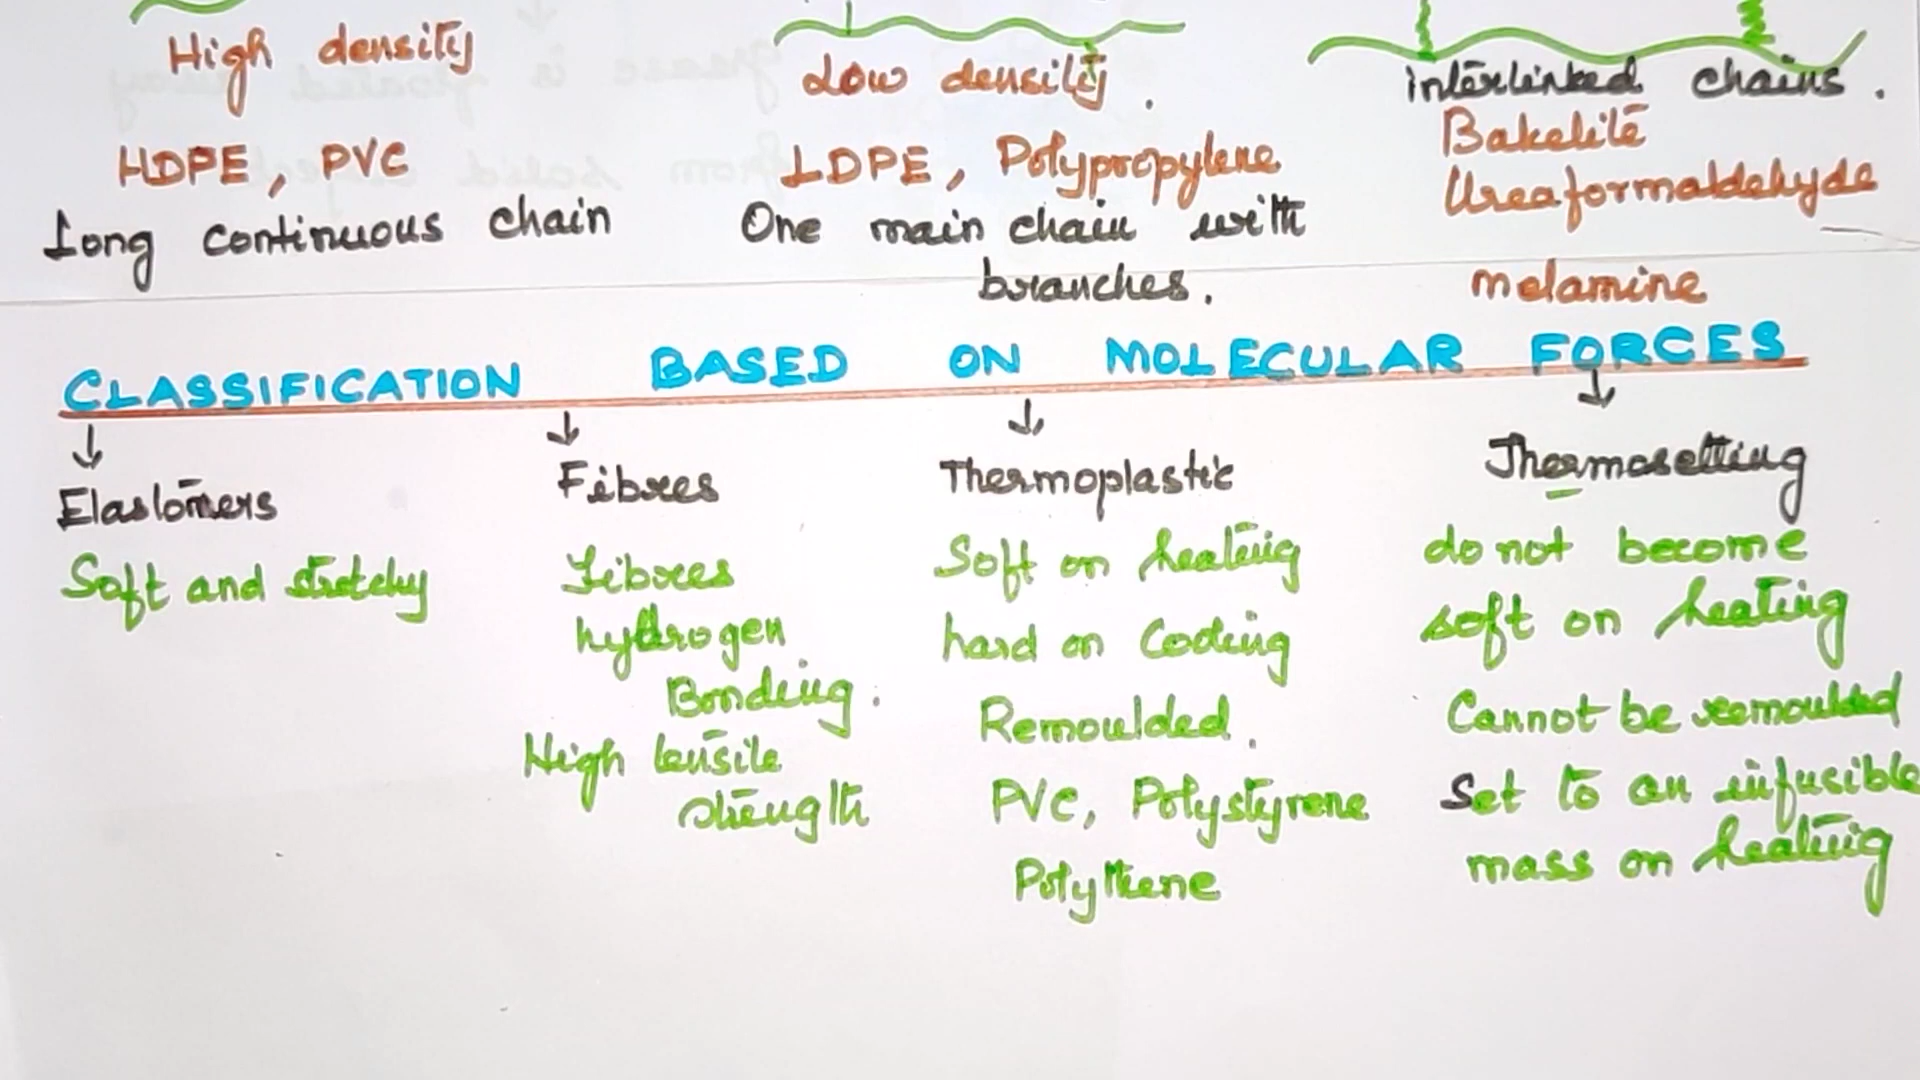 High density
HDPE, PVC
Long continuous chain
Low density.
LDPE, Polypropylene
One main chain with
branches.
interlinked chains.
Bakelite
Ureaformaldehyde
melamine
CLASSIFICATION BASED ON MOLECULAR FORCES
Elastomers
Soft and stretchy
Fibres
Fibres
hydrogen
Bonding.
High tensile
strength
Thermoplastic
Soft on heating
hard on Cooling
Remoulded.
PVC, Polystyrene
Polythene
Thermosetting
do not become
soft on heating
Cannot be remoulded
Set to an infusible
mass on heating